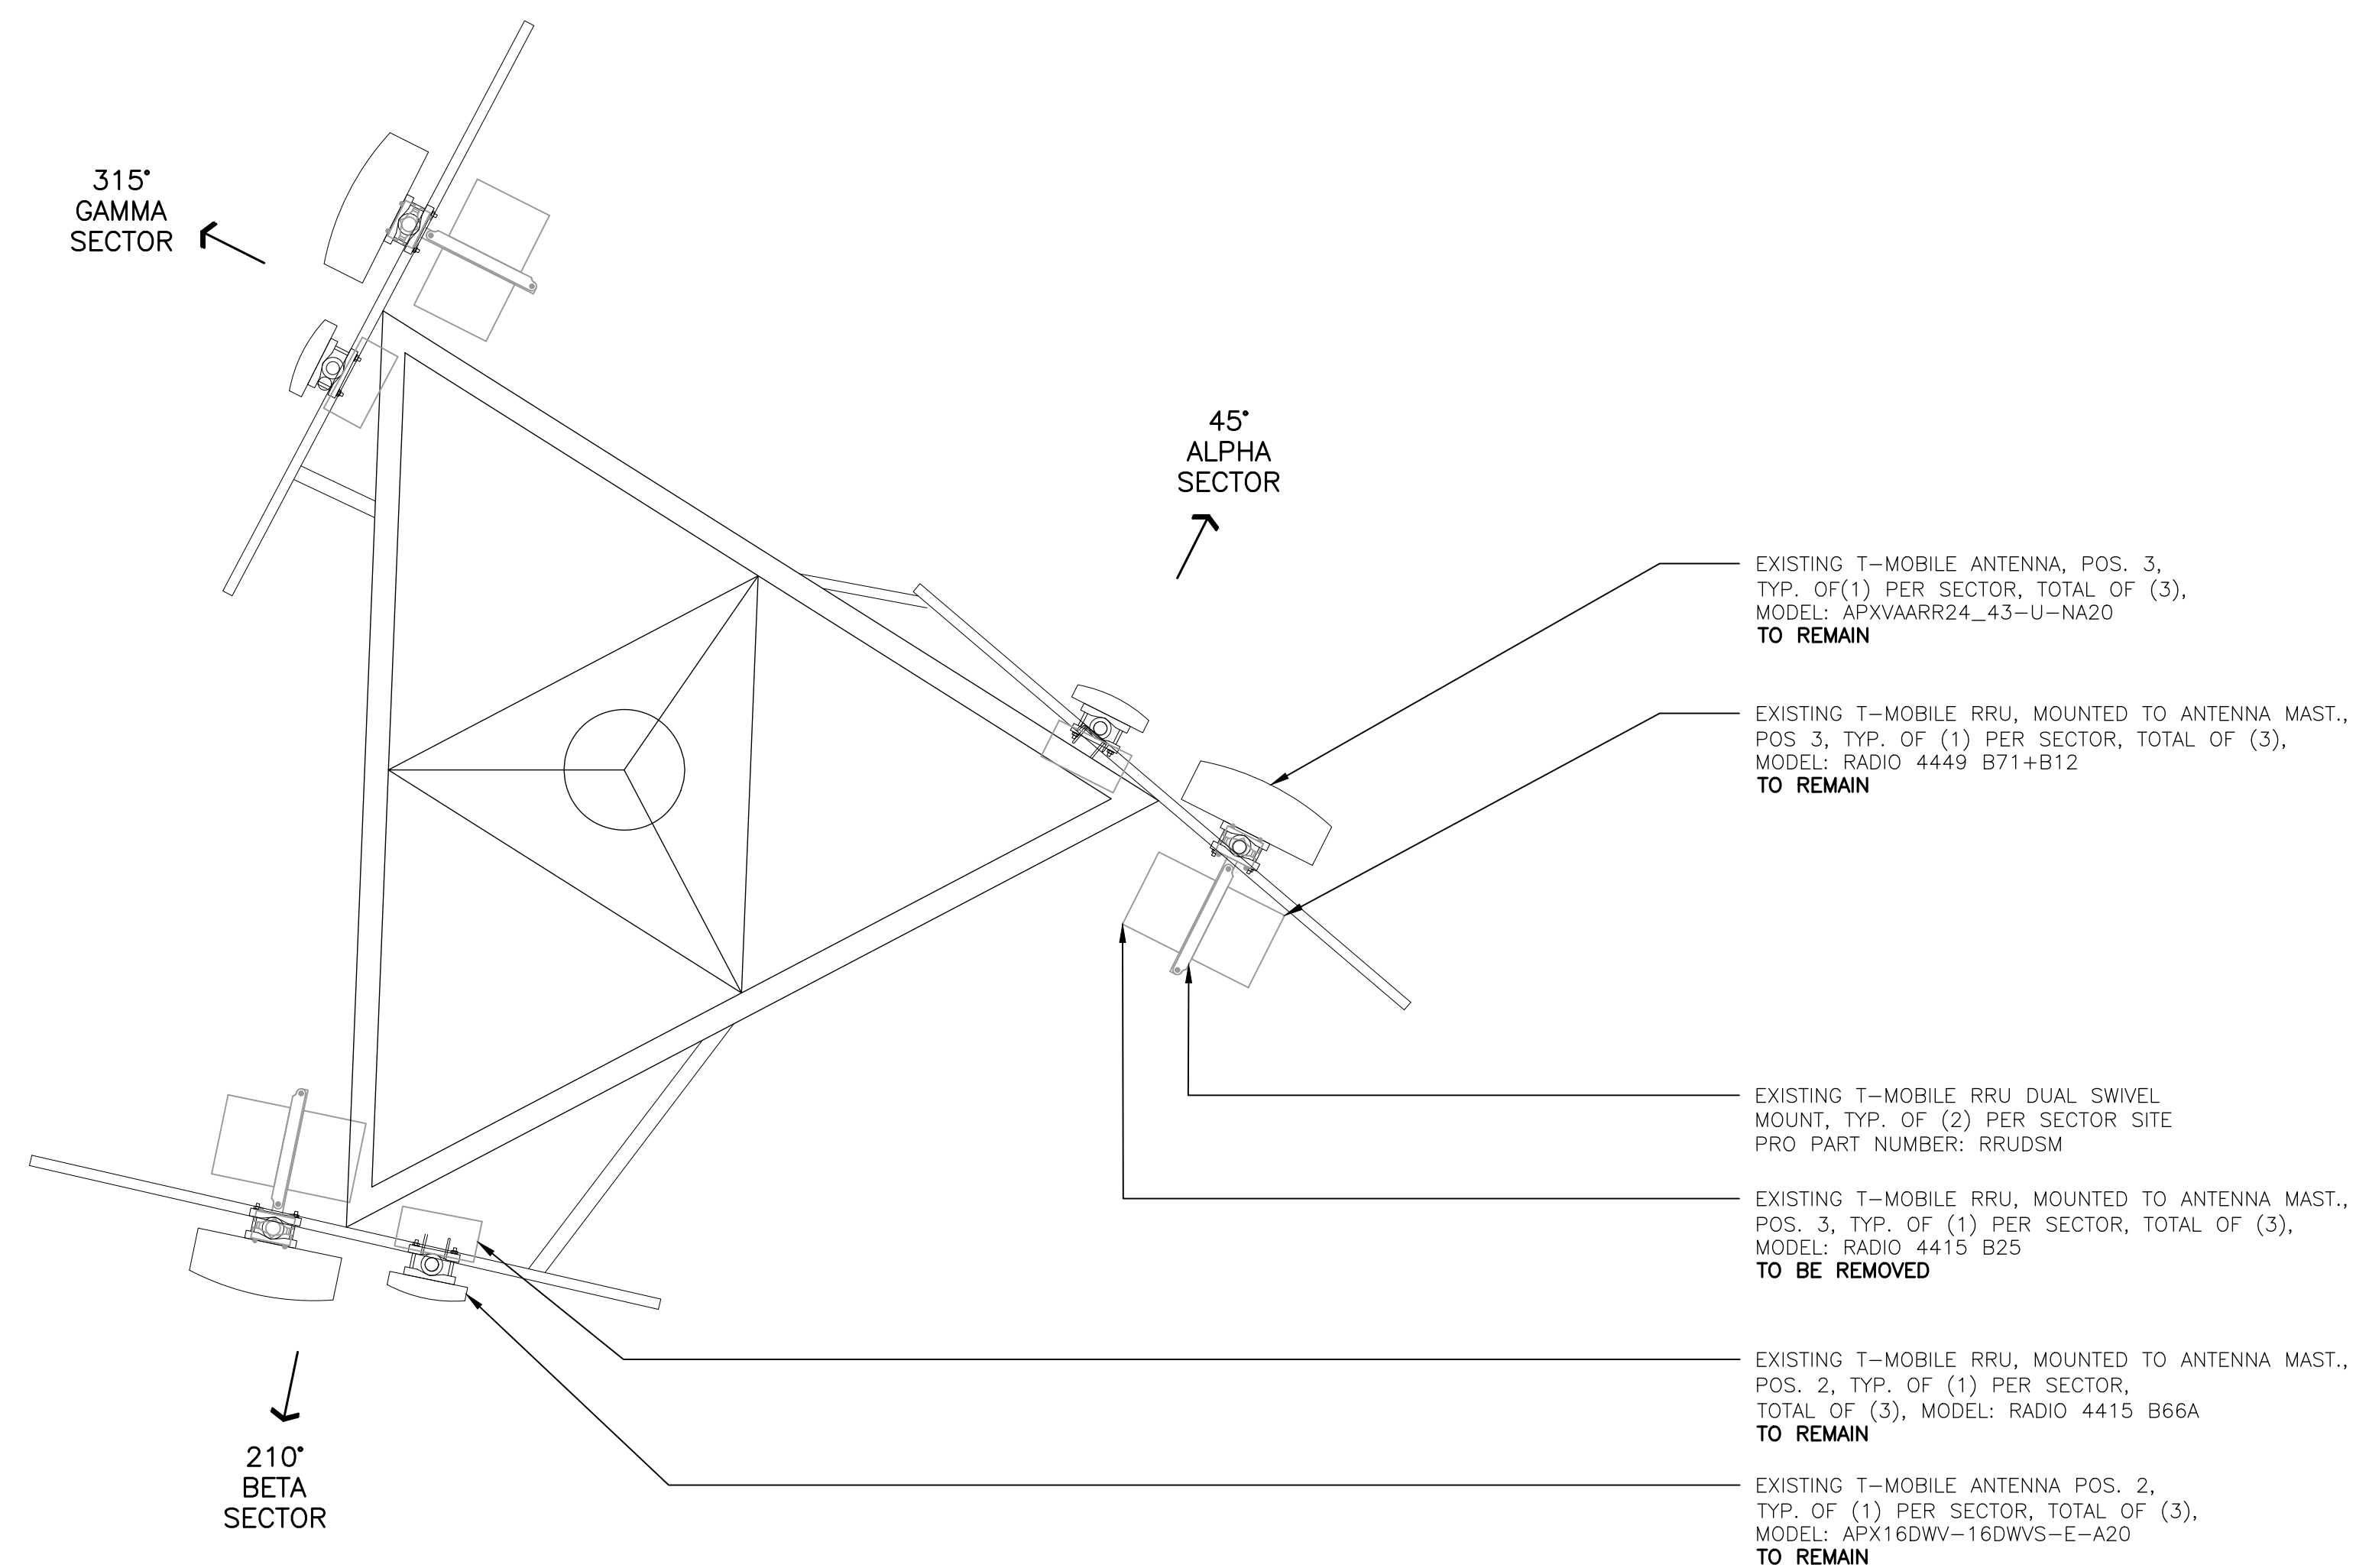 315°
GAMMA
SECTOR
45°
ALPHA
SECTOR
EXISTING T-MOBILE ANTENNA, POS. 3,
TYP. OF(1) PER SECTOR, TOTAL OF (3),
MODEL: APXVAARR24_43-U-NA20
TO REMAIN
EXISTING T-MOBILE RRU, MOUNTED TO ANTENNA MAST.,
POS 3, TYP. OF (1) PER SECTOR, TOTAL OF (3),
MODEL: RADIO 4449 B71+B12
TO REMAIN
EXISTING T-MOBILE RRU DUAL SWIVEL
MOUNT, TYP. OF (2) PER SECTOR SITE
PRO PART NUMBER: RRUDSM
EXISTING T-MOBILE RRU, MOUNTED TO ANTENNA MAST.,
POS. 3, TYP. OF (1) PER SECTOR, TOTAL OF (3),
MODEL: RADIO 4415 B25
TO BE REMOVED
EXISTING T-MOBILE RRU, MOUNTED TO ANTENNA MAST.,
POS. 2, TYP. OF (1) PER SECTOR,
TOTAL OF (3), MODEL: RADIO 4415 B66A
TO REMAIN
EXISTING T-MOBILE ANTENNA POS. 2,
TYP. OF (1) PER SECTOR, TOTAL OF (3),
MODEL: APX16DWV-16DWVS-E-A20
TO REMAIN
210°
BETA
SECTOR